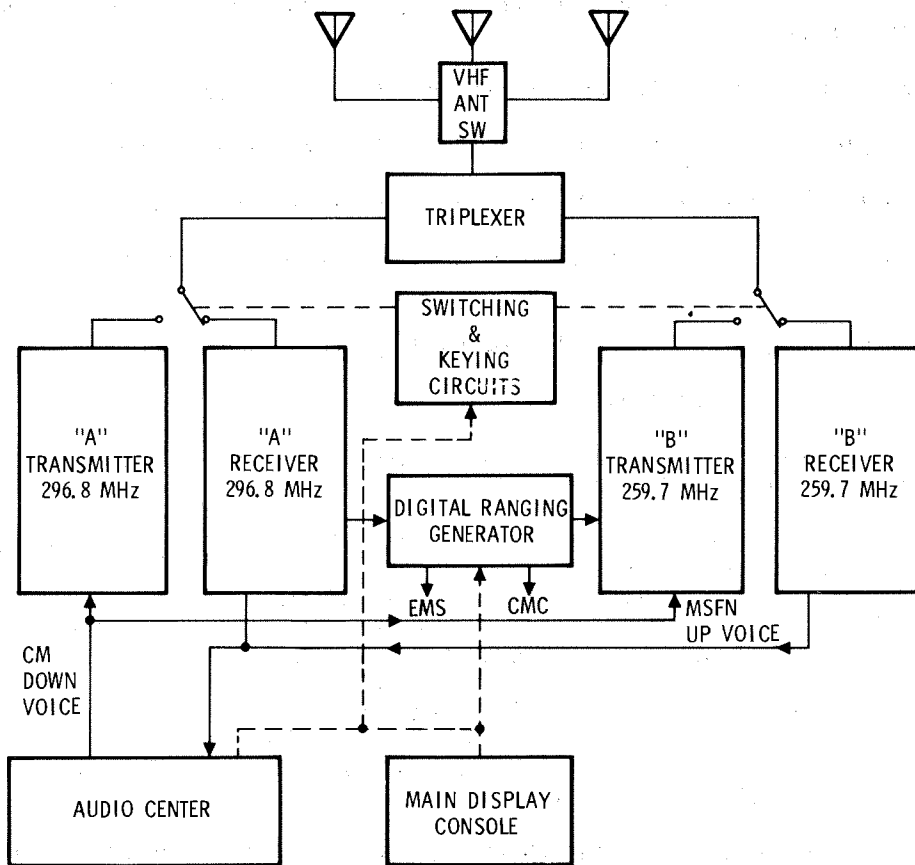 VHF
ANT
SW
TRIPLEXER
SWITCHING
&
KEYING
CIRCUITS
"A"
TRANSMITTER
296.8 MHz
"A"
RECEIVER
296.8 MHz
"B"
TRANSMITTER
259.7 MHz
"B"
RECEIVER
259.7 MHz
DIGITAL RANGING
GENERATOR
EMS
CMC
MSFN
UP VOICE
CM
DOWN
VOICE
AUDIO CENTER
MAIN DISPLAY
CONSOLE